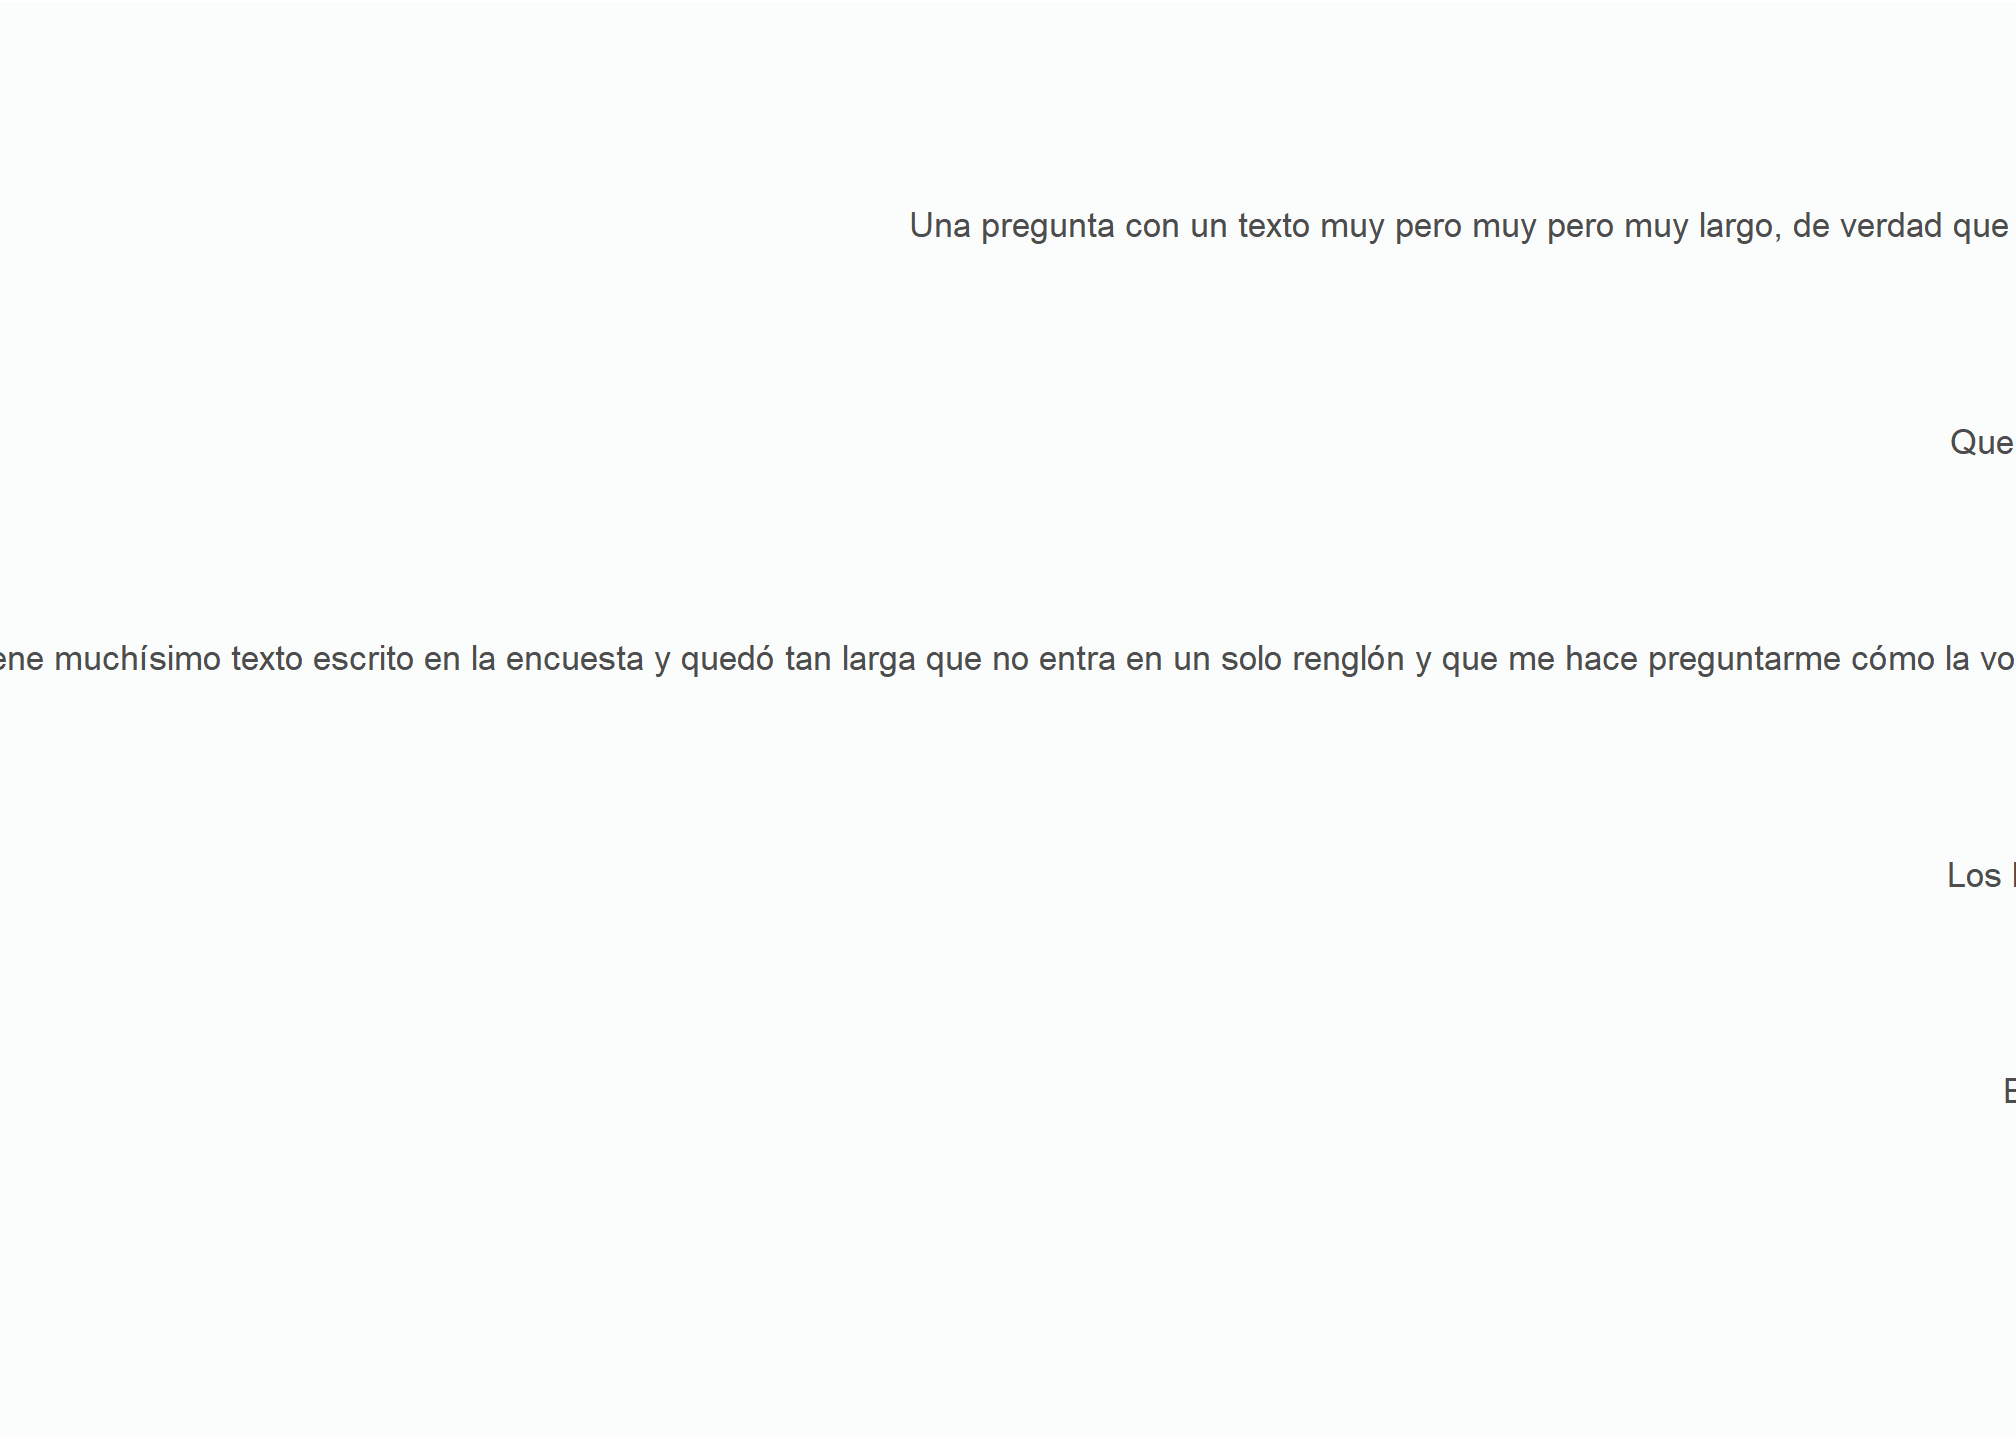 Una pregunta con un texto muy pero muy pero muy largo, de verdad que
Que
muchísimo texto escrito en la encuesta y quedó tan larga que no entra en un solo renglón y que me hace preguntarme cómo la
Los